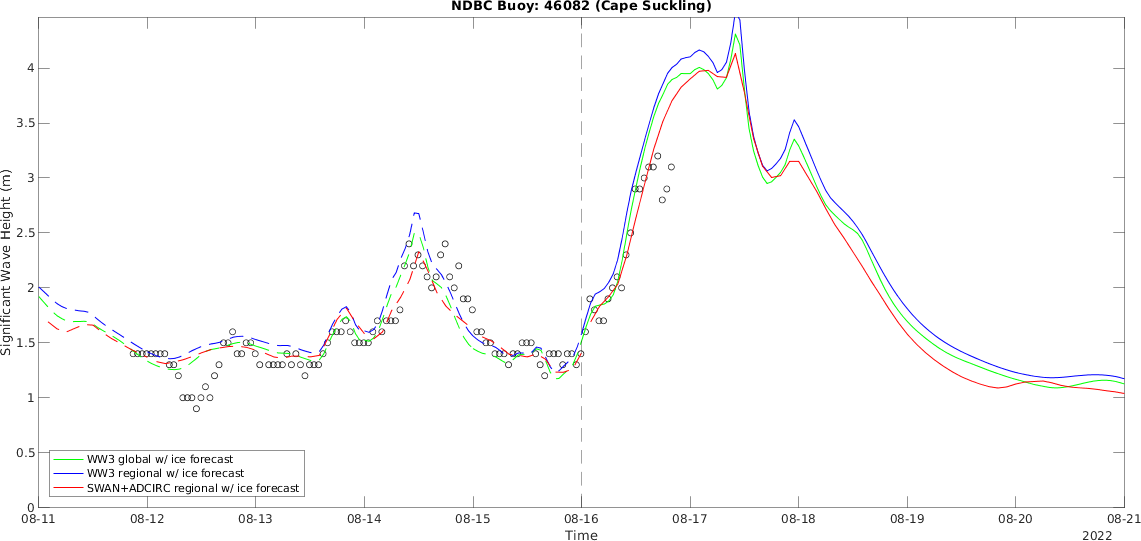 NDBC Buoy: 46082 (Cape Suckling)
Significant Wave Height (m)
4
3.5
3
2.5
2
1.5
1
0.5
0
WW3 global w/ ice forecast
WW3 regional w/ ice forecast
SWAN+ADCIRC regional w/ ice forecast
08-11 08-12 08-13 08-14 08-15 08-16 08-17 08-18 08-19 08-20 08-21
Time
2022